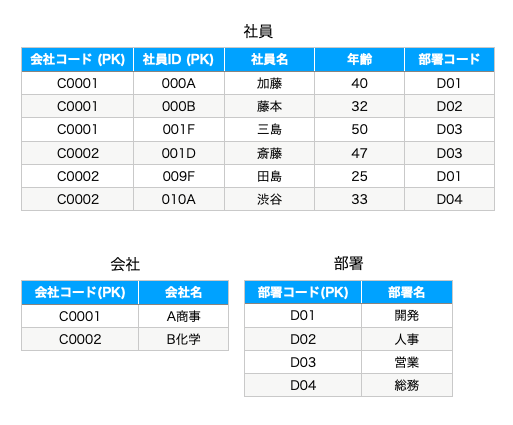 社員
会社コード (PK) 社員ID (PK) 社員名 年齢 部署コード
C0001 000A 加藤 40 D01
C0001 000B 藤本 32 D02
C0001 001F 三島 50 D03
C0002 001D 斎藤 47 D03
C0002 009F 田島 25 D01
C0002 010A 渋谷 33 D04
会社
会社コード(PK) 会社名
C0001 A商事
C0002 B化学
部署
部署コード(PK) 部署名
D01 開発
D02 人事
D03 営業
D04 総務